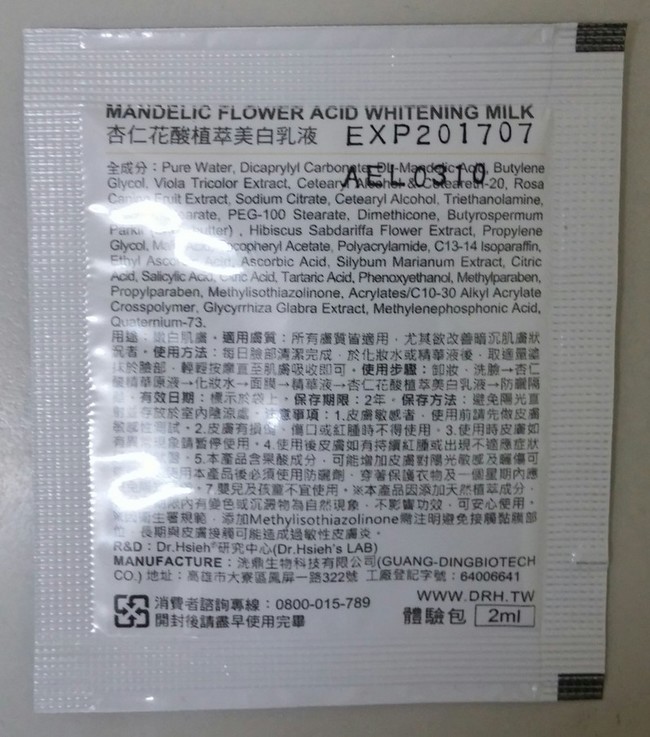 MANDELIC FLOWER ACID WHITENING MILK
杏仁花酸植萃美白乳液 EXP201707
AEL0310
全成分：Pure Water, Dicaprylyl Carbonate, DL-Mandelic Acid, Butylene
Glycol, Viola Tricolor Extract, Cetearyl Alcohol & Ceteareth-20, Rosa
Canina Fruit Extract, Sodium Citrate, Cetearyl Alcohol, Triethanolamine,
PEG-100 Stearate, Dimethicone, Butyrospermum
Hibiscus Sabdariffa Flower Extract, Propylene
Glycol, Tocopheryl Acetate, Polyacrylamide, C13-14 Isoparaffin,
Ethyl Ascorbic Acid, Ascorbic Acid, Silybum Marianum Extract, Citric
Acid, Salicylic Acid, Citric Acid, Tartaric Acid, Phenoxyethanol, Methylparaben,
Propylparaben, Methylisothiazolinone, Acrylates/C10-30 Alkyl Acrylate
Crosspolymer, Glycyrrhiza Glabra Extract, Methylenephosphonic Acid,
Quaternium-73.
用途：嫩白肌膚。適用膚質：所有膚質皆適用，尤其欲改善暗沉肌膚狀
況者。使用方法：每日臉部清潔完成，於化妝水或精華液後，取適量塗
抹於臉部，輕輕按摩直至肌膚吸收即可。使用步驟：卸妝、洗臉→杏仁
酸精華原液→化妝水→面膜→精華液→杏仁花酸植萃美白乳液→防曬隔
有效日期：標示於袋上。保存期限：2年。保存方法：避免陽光直
射並存放於室內陰涼處。注意事項：1.皮膚敏感者，使用前請先做皮膚
敏感性測試。2.皮膚有損傷、傷口或紅腫時不得使用。3.使用時皮膚如
有異常現象請暫停使用。4.使用後皮膚如有持續紅腫或出現不適應症狀
5.本產品含果酸成分，可能增加皮膚對陽光敏感及曬傷可
使用本產品後必須使用防曬劑、穿著保護衣物及一個星期內應
7.嬰兒及孩童不宜使用。※本產品因添加天然植萃成分，
限內有變色或沉澱物為自然現象，不影響功效，可安心使用。
衛生署規範，添加Methylisothiazolinone需注明避免接觸黏膜部
位，長期與皮膚接觸可能造成過敏性皮膚炎。
R&D：Dr.Hsieh®研究中心(Dr.Hsieh's LAB)
MANUFACTURE：洸鼎生物科技有限公司(GUANG-DINGBIOTECH
CO.) 地址：高雄市大寮區鳳屏一路322號 工廠登記字號：64006641
WWW.DRH.TW
消費者諮詢專線：0800-015-789
開封後請盡早使用完畢 體驗包 2ml